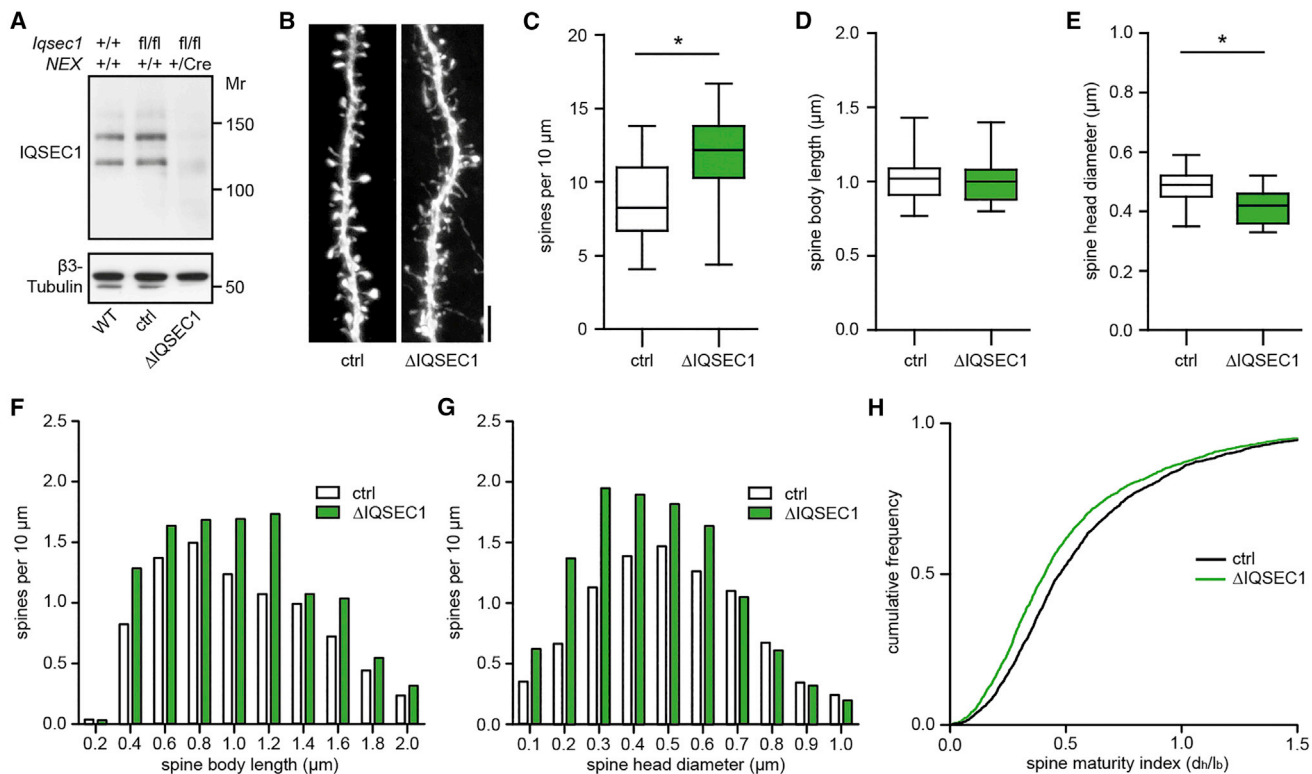 A
Iqsec1 +/+ fl/fl fl/fl
NEX +/+ +/+ +/Cre
Mr
IQSEC1
150
100
β3-
Tubulin
50
WT
ctrl
ΔIQSEC1
B
ctrl ΔIQSEC1
C
spines per 10 µm
20
15
10
5
0
*
ctrl ΔIQSEC1
D
spine body length (µm)
2.0
1.5
1.0
0.5
0.0
ctrl ΔIQSEC1
E
spine head diameter (µm)
1.0
0.8
0.6
0.4
0.2
0.0
*
ctrl ΔIQSEC1
F
spines per 10 µm
2.5
2.0
1.5
1.0
0.5
0.0
ctrl
ΔIQSEC1
0.2 0.4 0.6 0.8 1.0 1.2 1.4 1.6 1.8 2.0
spine body length (µm)
G
spines per 10 µm
2.5
2.0
1.5
1.0
0.5
0.0
ctrl
ΔIQSEC1
0.1 0.2 0.3 0.4 0.5 0.6 0.7 0.8 0.9 1.0
spine head diameter (µm)
H
cumulative frequency
1.0
0.5
0.0
ctrl
ΔIQSEC1
0.0 0.5 1.0 1.5
spine maturity index (dh/lb)